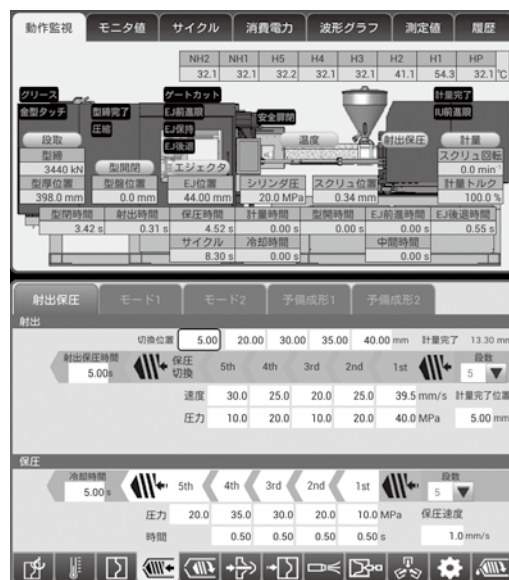 動作監視 モニタ値 サイクル 消費電力 波形グラフ 測定値 履歴
NH2 NH1 H5 H4 H3 H2 H1 HP
32.1 32.1 32.2 32.1 32.1 41.1 54.3 32.1 °C
グリース ゲートカット 計量完了
金型タッチ 型締完了 EJ前進限 IU前進限
圧縮 EJ保持 安全扉閉
EJ後退
段取 温度 射出保圧 計量
型締 スクリュ回転
3440 kN 型開閉 エジェクタ 0.0 min
型厚位置 型盤位置 EJ位置 シリンダ圧 スクリュ位置 計量トルク
398.0 mm 0.0 mm 44.00 mm 20.0 MPa 0.34 mm 100.0 %
型閉時間 射出時間 保圧時間 計量時間 型開時間 EJ前進時間 EJ後退時間
3.42 s 0.31 s 4.52 s 0.00 s 0.00 s 0.00 s 0.55 s
サイクル 冷却時間 中間時間
8.30 s 0.00 s 0.00 s
射出保圧 モード1 モード2 予備成形1 予備成形2
射出
切換位置 5.00 20.00 30.00 35.00 40.00 mm 計量完了 13.30 mm
射出保圧時間 保圧 段数
5.00s 切換 5th 4th 3rd 2nd 1st 5
速度 30.0 25.0 20.0 25.0 39.5 mm/s 計量完了位置
圧力 10.0 20.0 10.0 20.0 40.0 MPa 5.00 mm
保圧
冷却時間 段数
5.00 s 5th 4th 3rd 2nd 1st 5
圧力 20.0 35.0 30.0 20.0 10.0 MPa 保圧速度
時間 0.50 0.50 0.50 0.50 s 1.0 mm/s